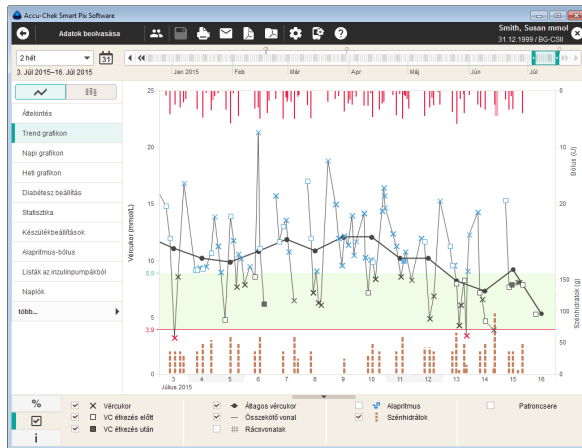 Accu-Chek Smart Pix Software
Adatok beolvasása
Smith, Susan mmol
31.12.1999 / BG-CSII
2 hét
31
3. Júl 2015–16. Júl 2015
Jan 2015 Feb Már Ápr Máj Jún Júl
Áttekintés
Trend grafikon
Napi grafikon
Heti grafikon
Diabétesz beállítás
Statisztika
Készülékbeállítások
Alapritmus-bólus
Listák az inzulinpumpákból
Naplók
több...
Vércukor (mmol/L)
25
20
15
10
8,9
5
3,9
Bólus (U)
0
10
20
Szénhidrátok (g)
150
100
50
0
3 4 5 6 7 8 9 10 11 12 13 14 15 16
Július 2015
%
i
Vércukor
VC étkezés előtt
VC étkezés után
Átlagos vércukor
Összekötő vonal
Rácsvonalak
Alapritmus
Szénhidrátok
Patroncsere